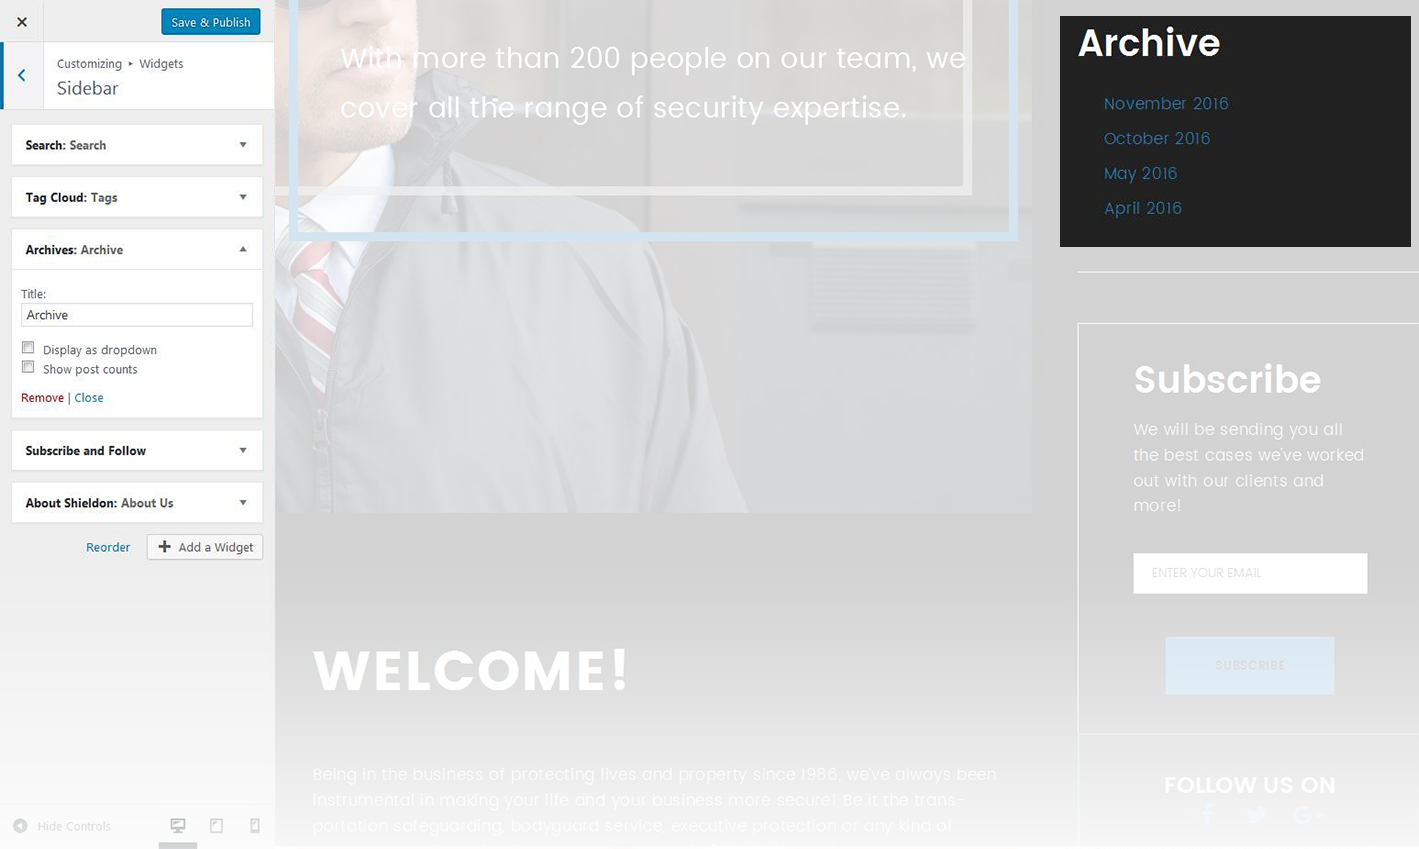 Save & Publish
Customizing ▸ Widgets
Sidebar
Search: Search
Tag Cloud: Tags
Archives: Archive
Title:
Archive
Display as dropdown
Show post counts
Remove | Close
Subscribe and Follow
About Shieldon: About Us
Reorder
Add a Widget
Hide Controls
With more than 200 people on our team, we
cover all the range of security expertise.
WELCOME!
Being in the business of protecting lives and property since 1986, we've always been
instrumental in making your life and your business more secure! Be it the trans-
portation safeguarding, bodyguard service, executive protection or any kind of
Archive
November 2016
October 2016
May 2016
April 2016
Subscribe
We will be sending you all
the best cases we've worked
out with our clients and
more!
ENTER YOUR EMAIL
SUBSCRIBE
FOLLOW US ON